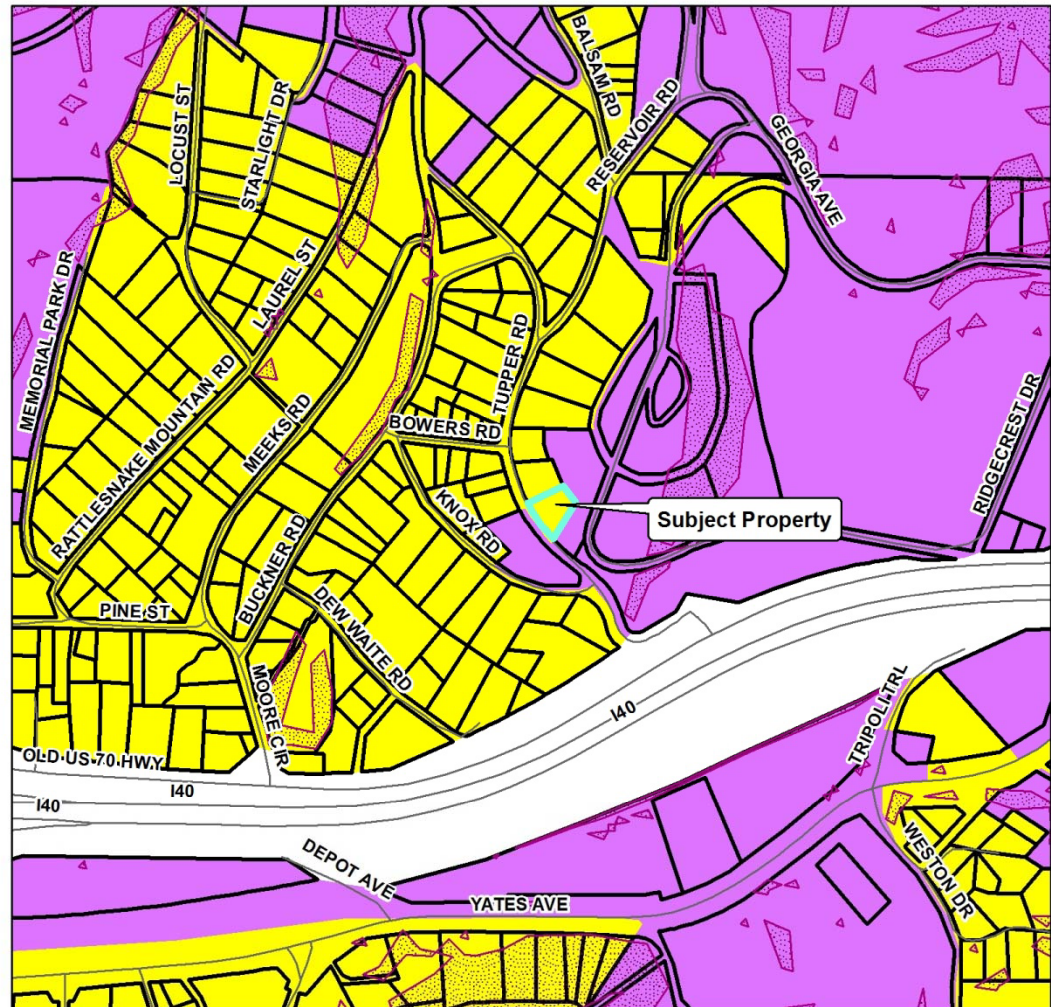 BALSAM RD
RESERVOIR RD
GEORGIA AVE
LOCUST ST
STARLIGHT DR
LAUREL ST
MEMORIAL PARK DR
RATTLESNAKE MOUNTAIN RD
MEEKS RD
TUPPER RD
BOWERS RD
RIDGECREST DR
KNOX RD
Subject Property
BUCKNER RD
PINE ST
DEW WAITE RD
MOORE CIR
I40
TRIPOLI TRL
OLD US 70 HWY
I40
I40
WESTON DR
DEPOT AVE
YATES AVE